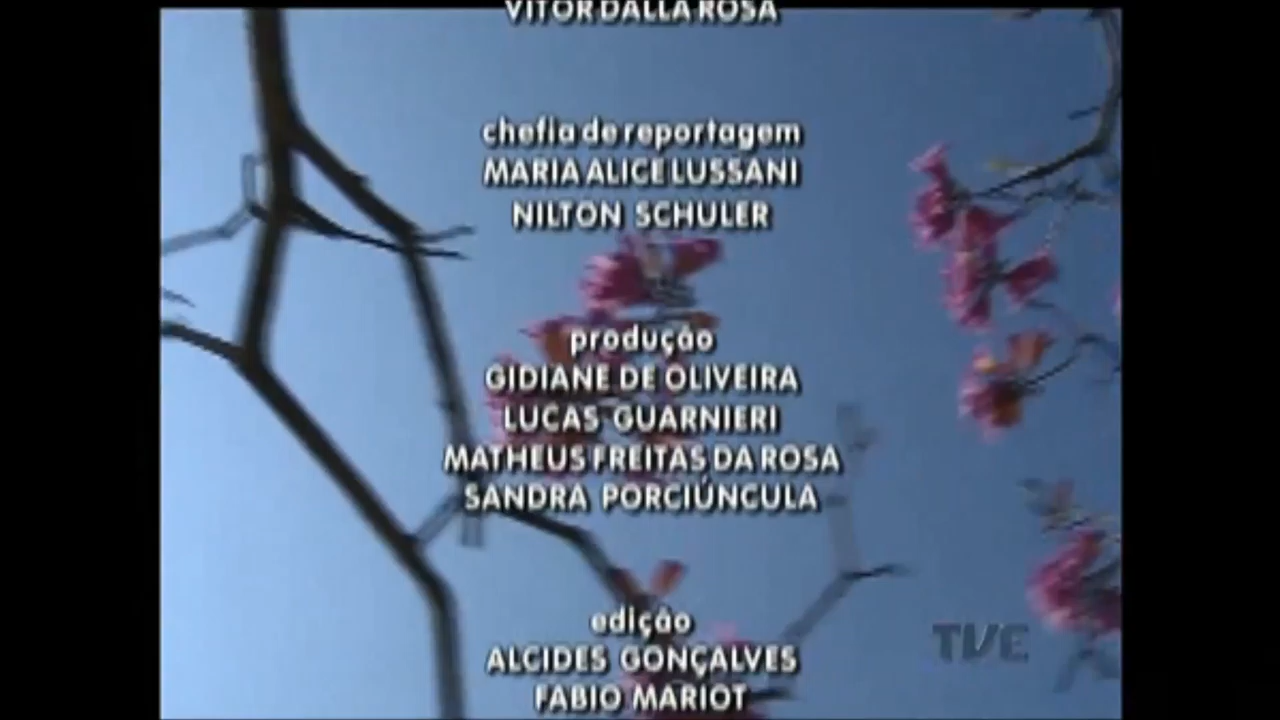 VITOR DALLA ROSA
chefia de reportagem
MARIA ALICE LUSSANI
NILTON SCHULER
produção
GIDIANE DE OLIVEIRA
LUCAS GUARNIERI
MATHEUS FREITAS DA ROSA
SANDRA PORCIÚNCULA
edição
ALCIDES GONÇALVES
FABIO MARIOT
TVE